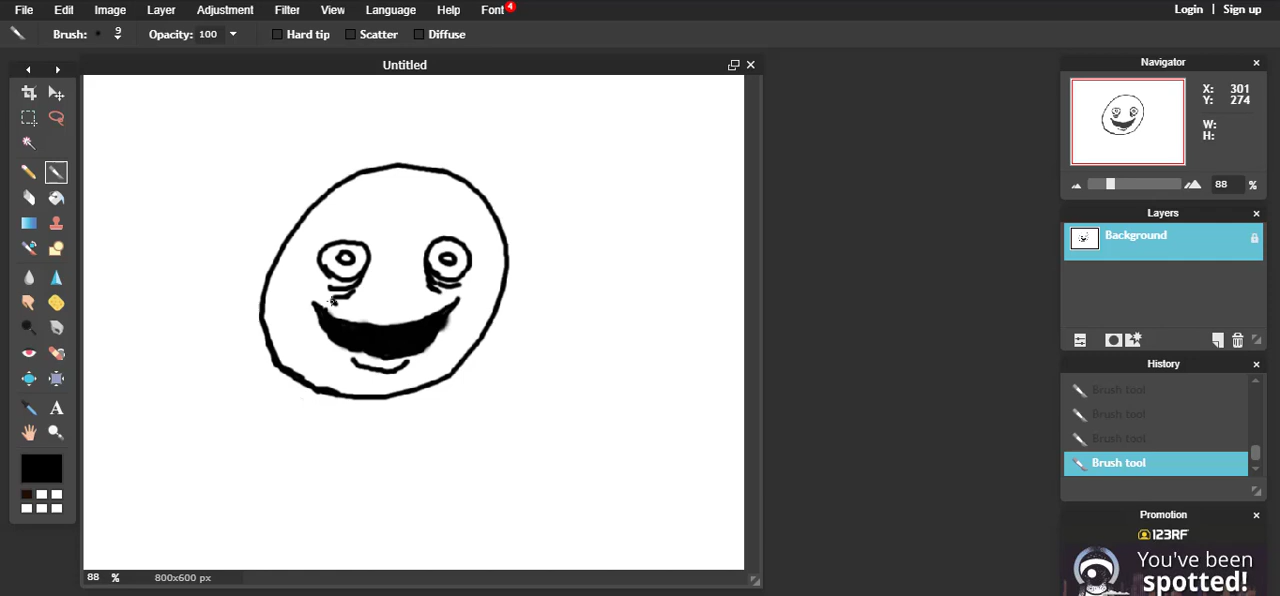 File Edit Image Layer Adjustment Filter View Language Help Font 4 Login | Sign up
Brush: 9 Opacity: 100 Hard tip Scatter Diffuse
Untitled
Navigator
X: 301
Y: 274
W:
H:
88 %
Layers
Background
History
Brush tool
Brush tool
Brush tool
Brush tool
Promotion
123RF
You've been
spotted!
A
88 % 800x600 px